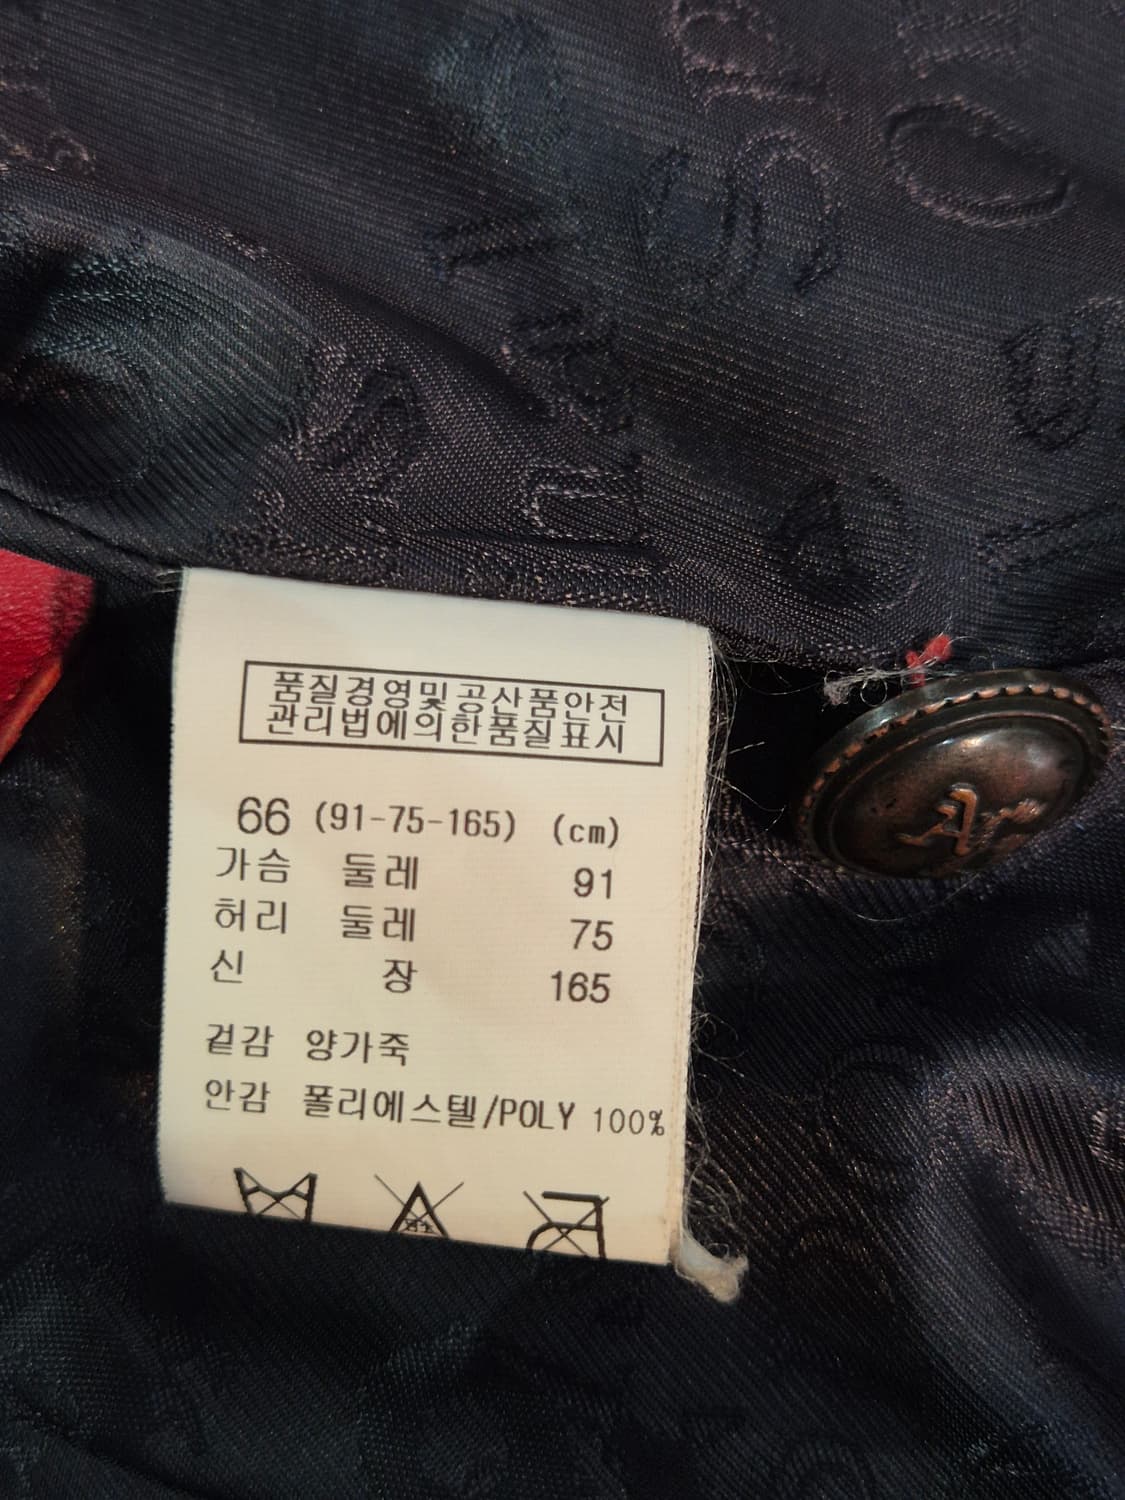 품질경영및공산품안전
관리법에의한품질표시
66 (91-75-165) (cm)
가슴 둘레 91
허리 둘레 75
신 장 165
겉감 양가죽
안감 폴리에스텔/POLY 100%
A